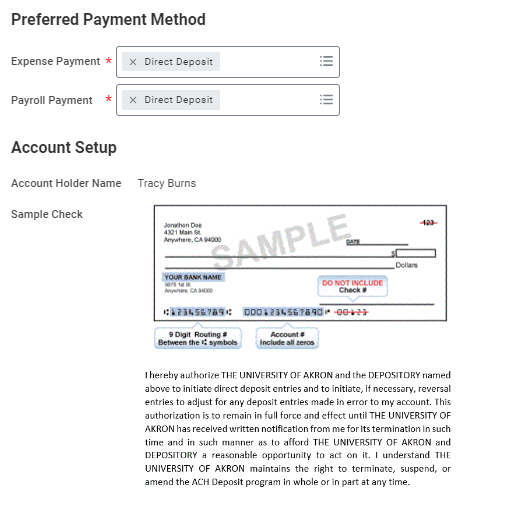 Preferred Payment Method
Expense Payment * × Direct Deposit
Payroll Payment * × Direct Deposit
Account Setup
Account Holder Name Tracy Burns
Sample Check
Jonathon Doe
4321 Main St.
Anywhere, CA 94000
123
DATE
SAMPLE
$
Dollars
YOUR BANK NAME
5678 1st St
Anywhere, CA 94000
DO NOT INCLUDE
Check #
⑆123456789⑆ 0001234567890⑈ 00123
9 Digit Routing #
Between the ⑆ symbols
Account #
Include all zeros
I hereby authorize THE UNIVERSITY OF AKRON and the DEPOSITORY named
above to initiate direct deposit entries and to initiate, if necessary, reversal
entries to adjust for any deposit entries made in error to my account. This
authorization is to remain in full force and effect until THE UNIVERSITY OF
AKRON has received written notification from me for its termination in such
time and in such manner as to afford THE UNIVERSITY OF AKRON and
DEPOSITORY a reasonable opportunity to act on it. I understand THE
UNIVERSITY OF AKRON maintains the right to terminate, suspend, or
amend the ACH Deposit program in whole or in part at any time.